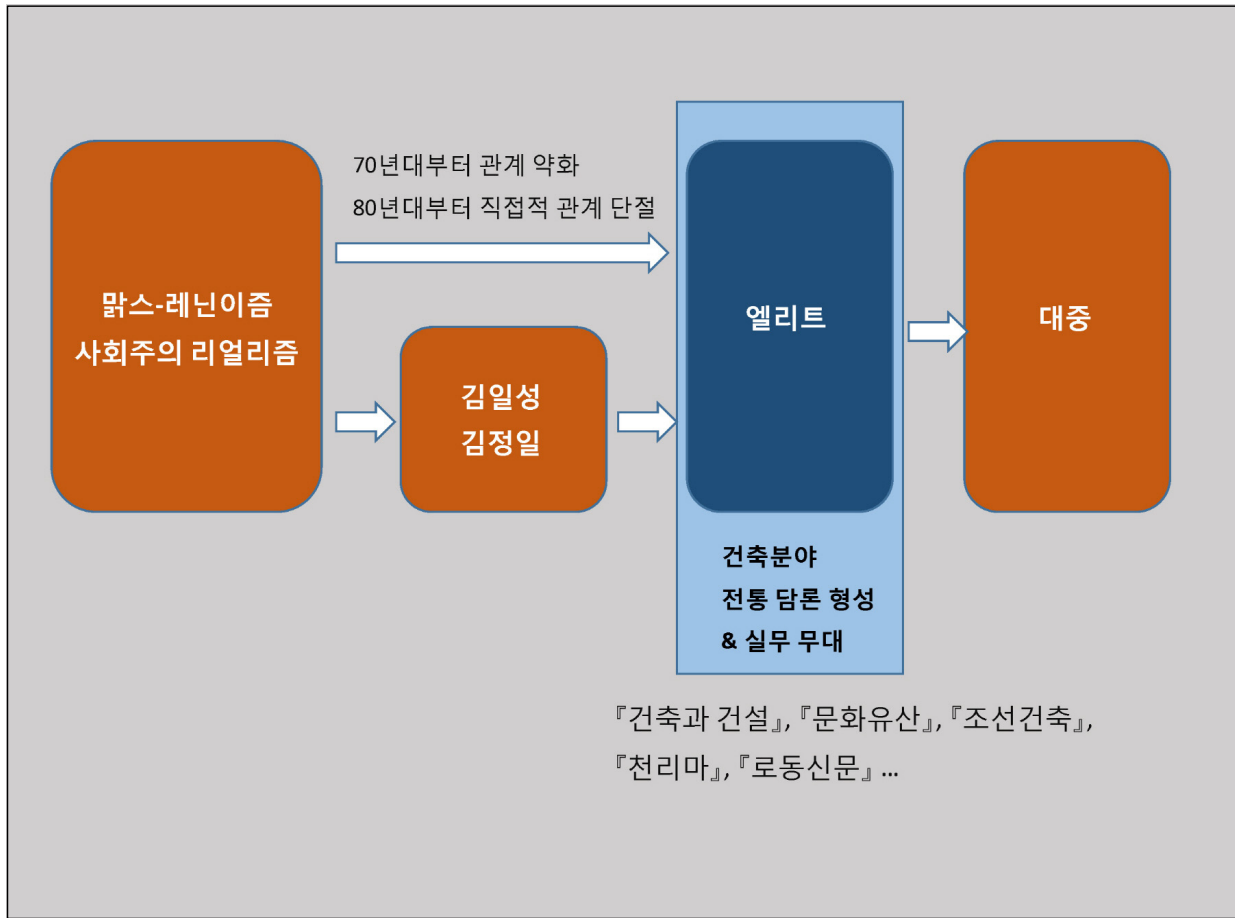 70년대부터 관계 약화
80년대부터 직접적 관계 단절
맑스-레닌이즘
사회주의 리얼리즘
김일성
김정일
엘리트
대중
건축분야
전통 담론 형성
& 실무 무대
『건축과 건설』, 『문화유산』, 『조선건축』,
『천리마』, 『로동신문』 ...